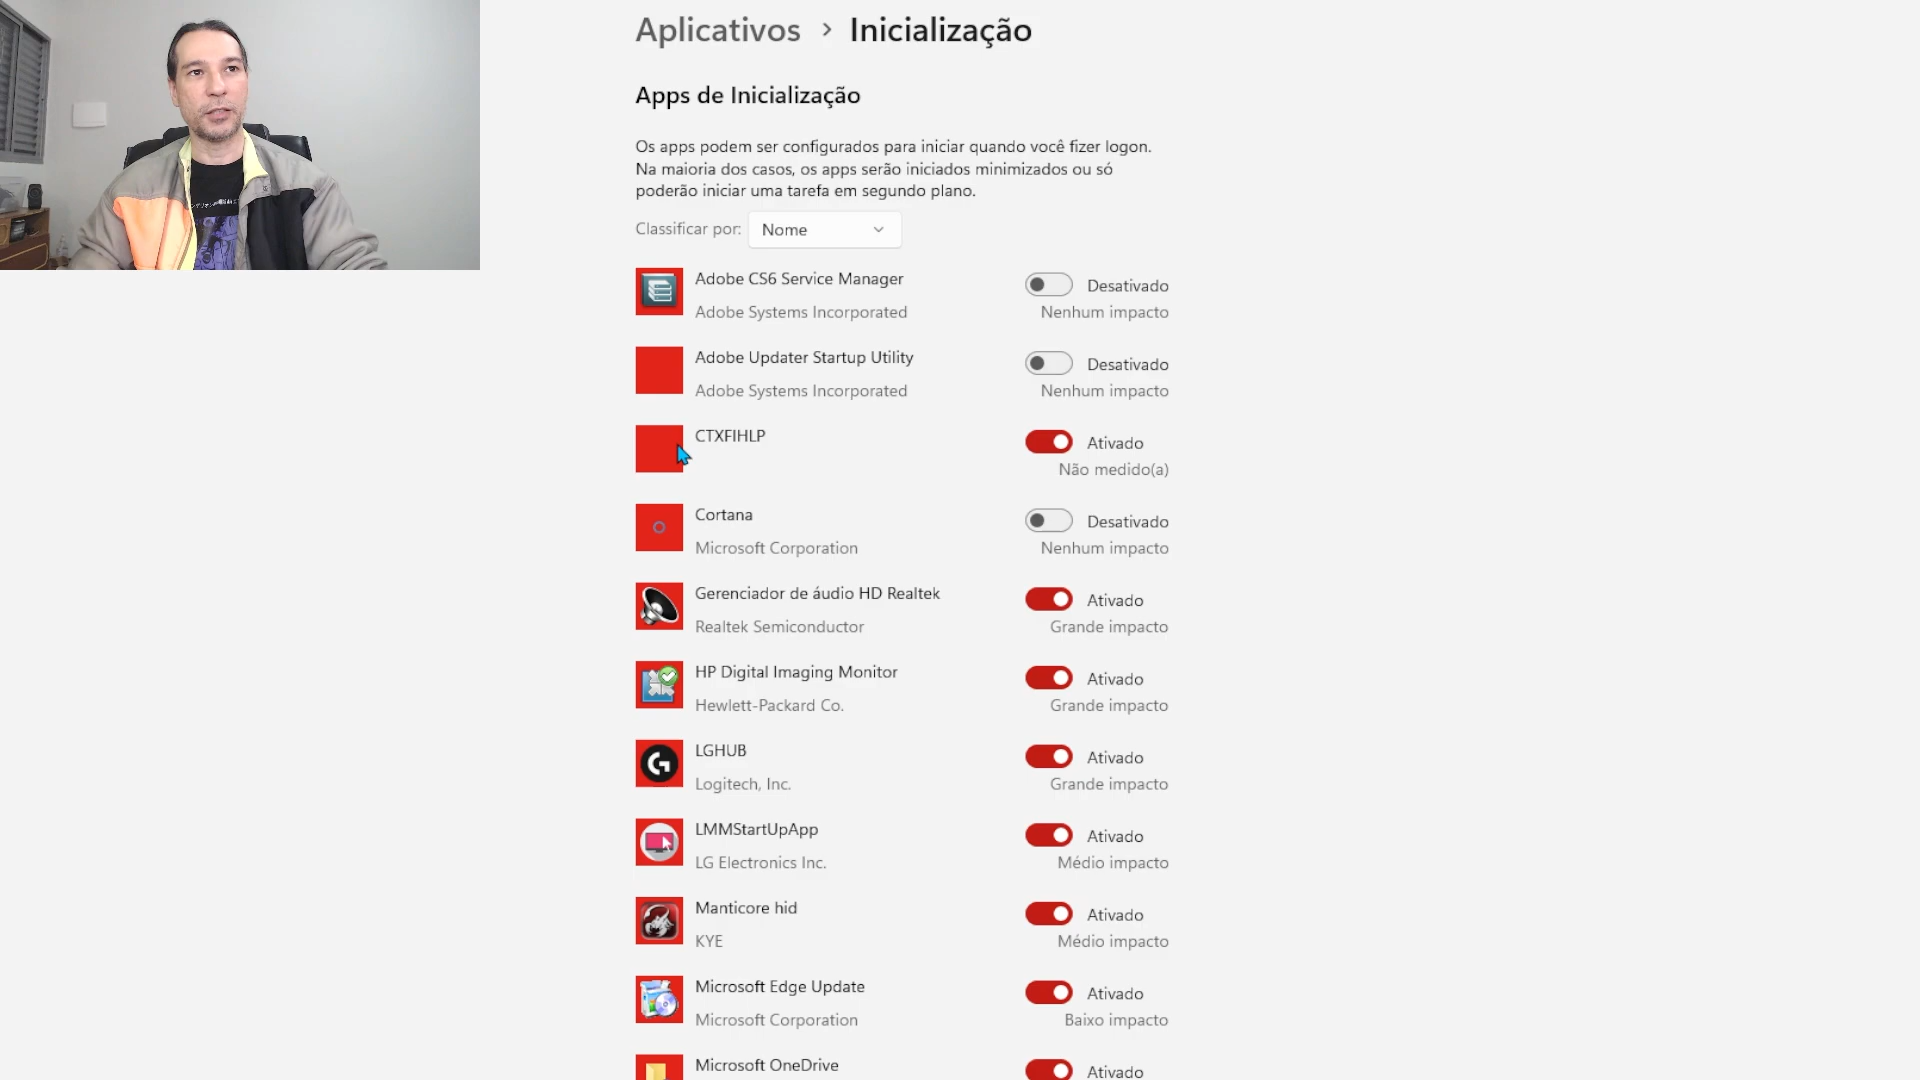 Aplicativos > Inicialização
Apps de Inicialização
Os apps podem ser configurados para iniciar quando você fizer logon.
Na maioria dos casos, os apps serão iniciados minimizados ou só
poderão iniciar uma tarefa em segundo plano.
Classificar por: Nome
Adobe CS6 Service Manager
Desativado
Adobe Systems Incorporated
Nenhum impacto
Adobe Updater Startup Utility
Desativado
Adobe Systems Incorporated
Nenhum impacto
CTXFIHLP
Ativado
Não medido(a)
Cortana
Desativado
Microsoft Corporation
Nenhum impacto
Gerenciador de áudio HD Realtek
Ativado
Realtek Semiconductor
Grande impacto
HP Digital Imaging Monitor
Ativado
Hewlett-Packard Co.
Grande impacto
LGHUB
Ativado
Logitech, Inc.
Grande impacto
LMMStartUpApp
Ativado
LG Electronics Inc.
Médio impacto
Manticore hid
Ativado
KYE
Médio impacto
Microsoft Edge Update
Ativado
Microsoft Corporation
Baixo impacto
Microsoft OneDrive
Ativado